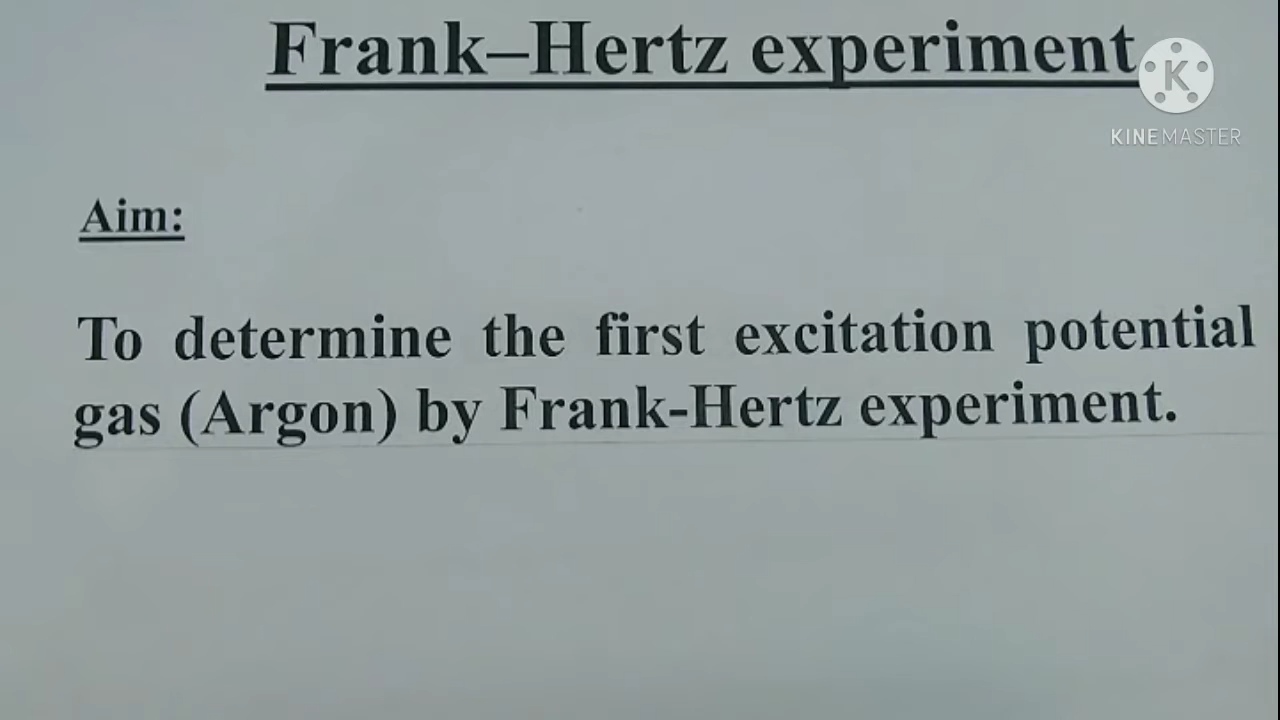 Frank–Hertz experiment
K
KINEMASTER
Aim:
To determine the first excitation potential
gas (Argon) by Frank-Hertz experiment.